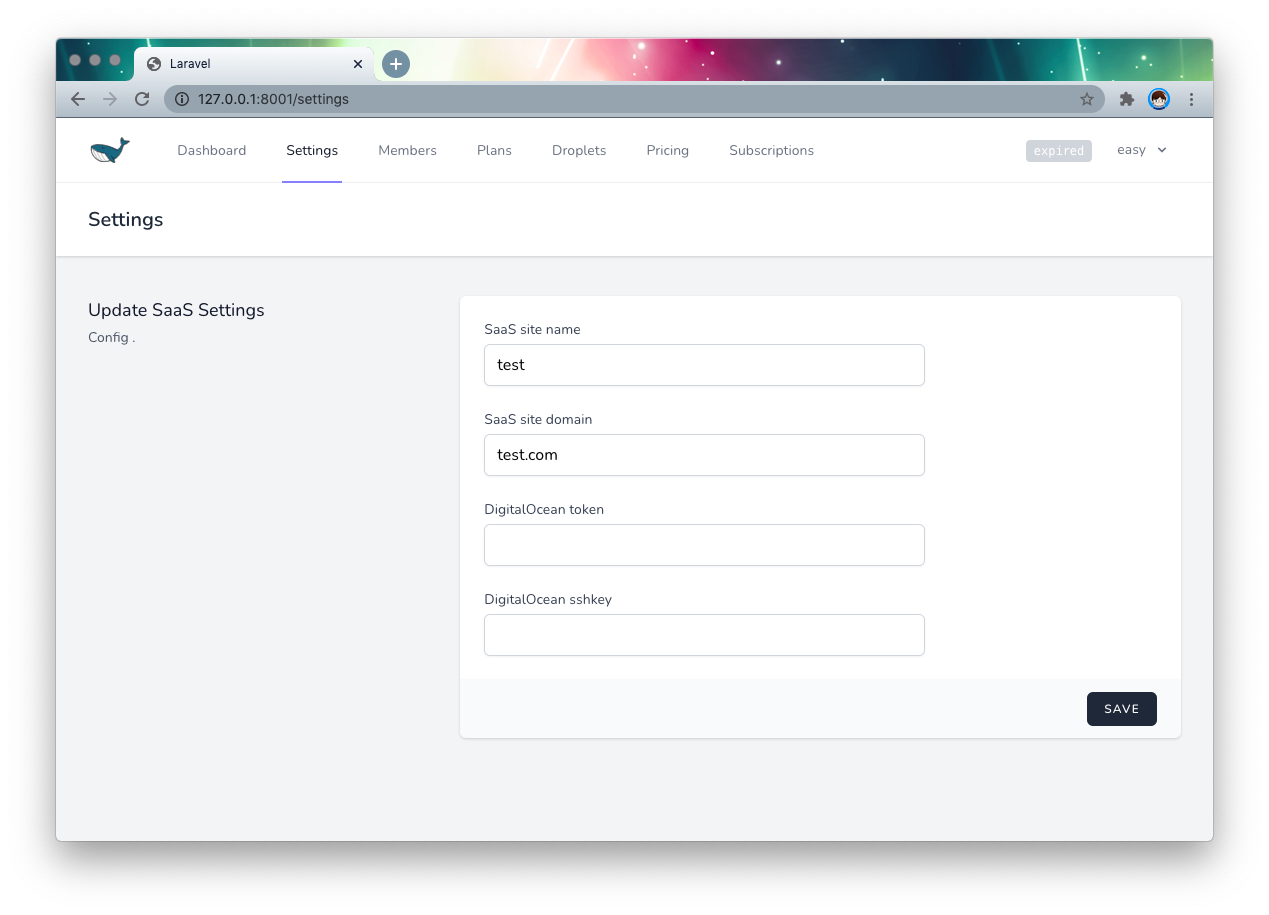 Laravel
127.0.0.1:8001/settings
Dashboard Settings Members Plans Droplets Pricing Subscriptions expired easy
Settings
Update SaaS Settings
Config .
SaaS site name
test
SaaS site domain
test.com
DigitalOcean token
DigitalOcean sshkey
SAVE